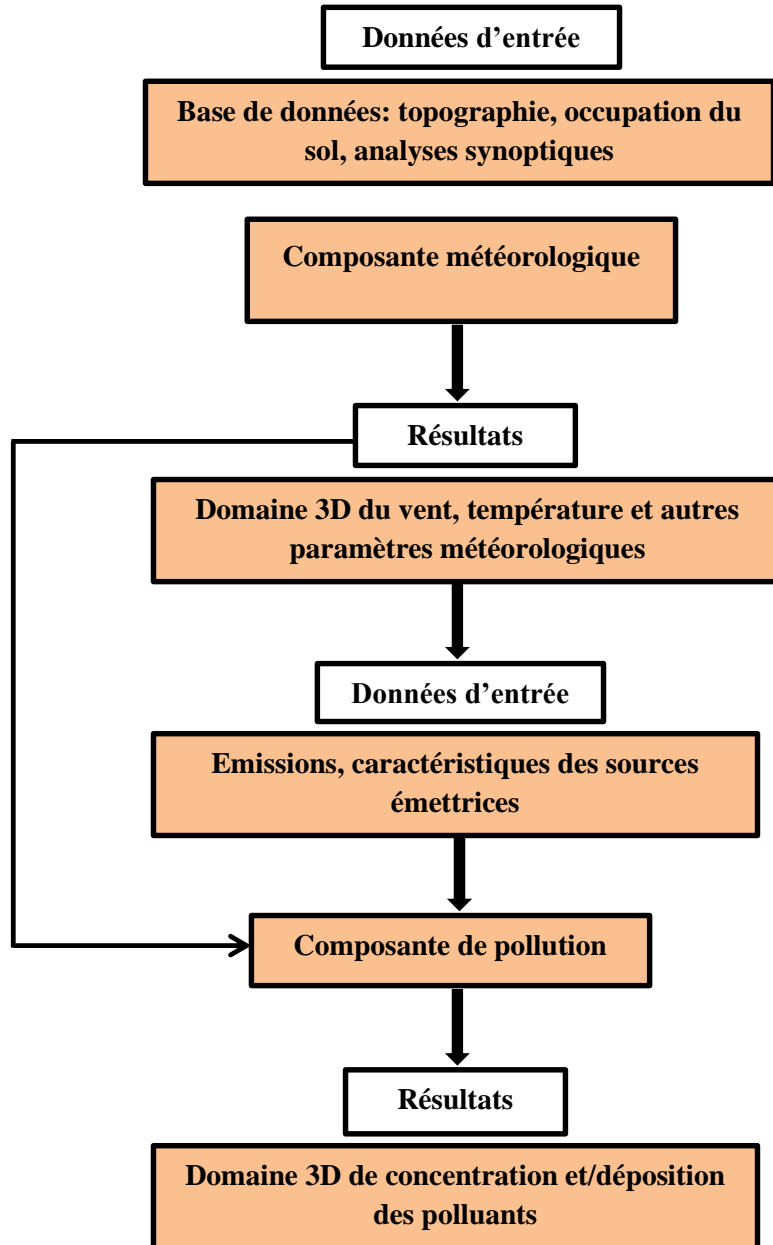 Données d’entrée
Base de données: topographie, occupation du
sol, analyses synoptiques
Composante météorologique
Résultats
Domaine 3D du vent, température et autres
paramètres météorologiques
Données d’entrée
Emissions, caractéristiques des sources
émettrices
Composante de pollution
Résultats
Domaine 3D de concentration et/déposition
des polluants